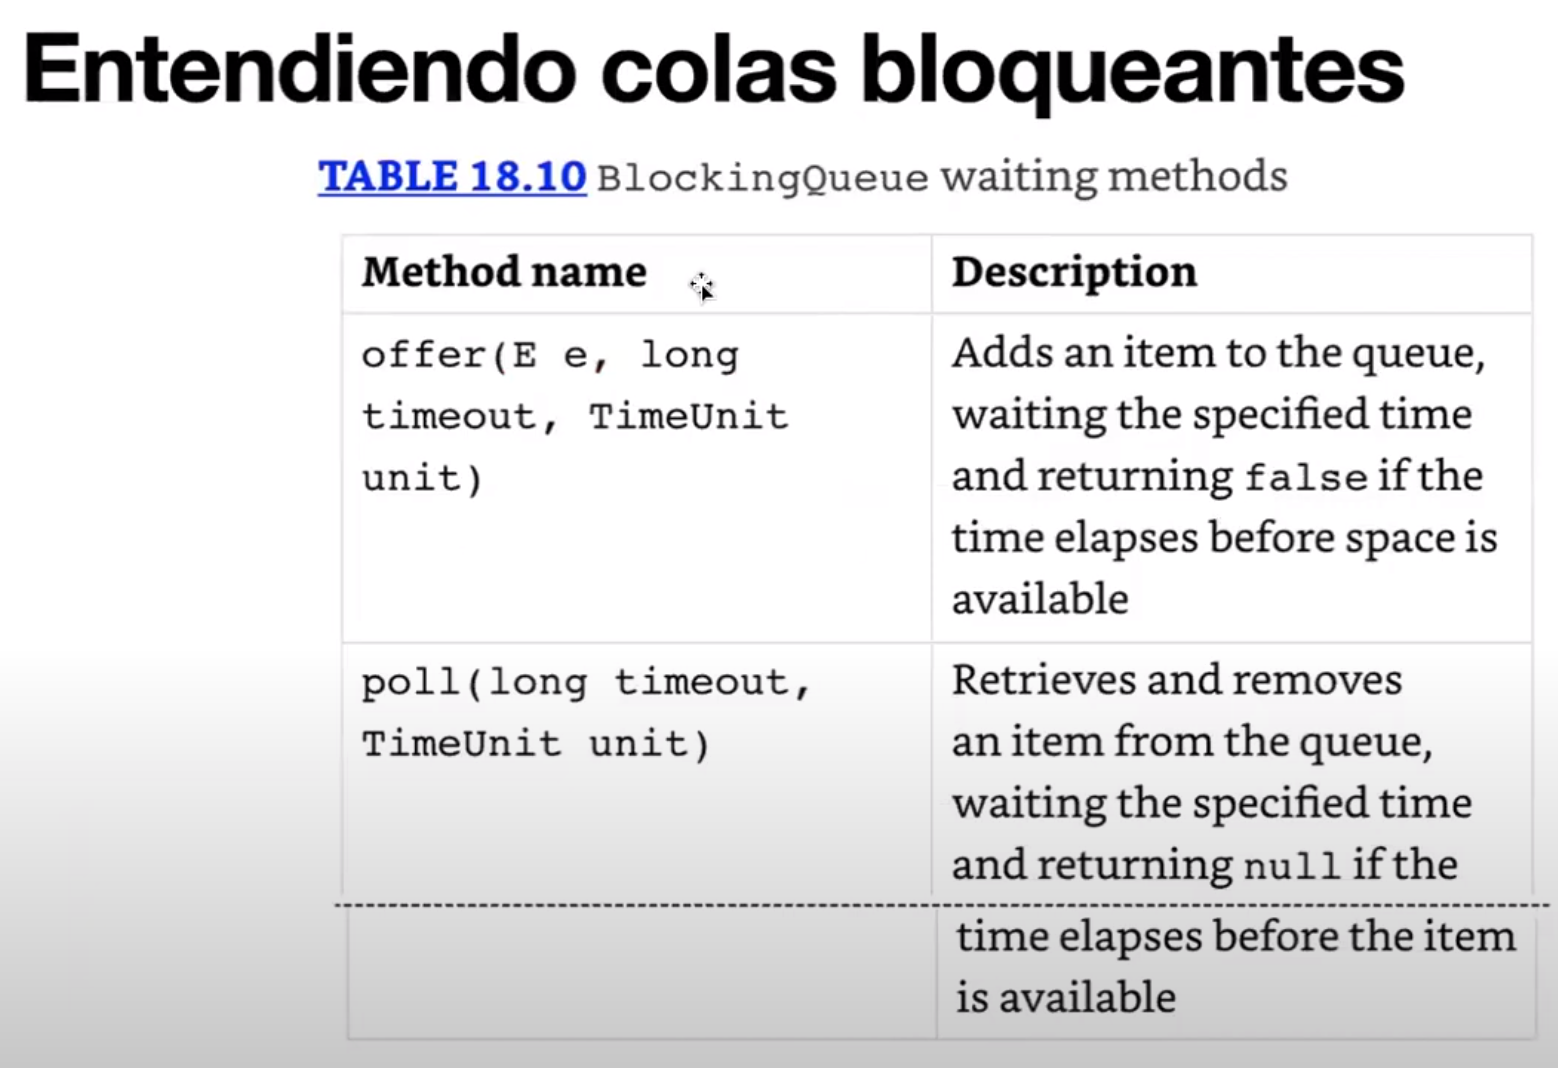 Entendiendo colas bloqueantes
TABLE 18.10 BlockingQueue waiting methods
Method name
Description
offer(E e, long
timeout, TimeUnit
unit)
Adds an item to the queue,
waiting the specified time
and returning false if the
time elapses before space is
available
poll(long timeout,
TimeUnit unit)
Retrieves and removes
an item from the queue,
waiting the specified time
and returning null if the
time elapses before the item
is available